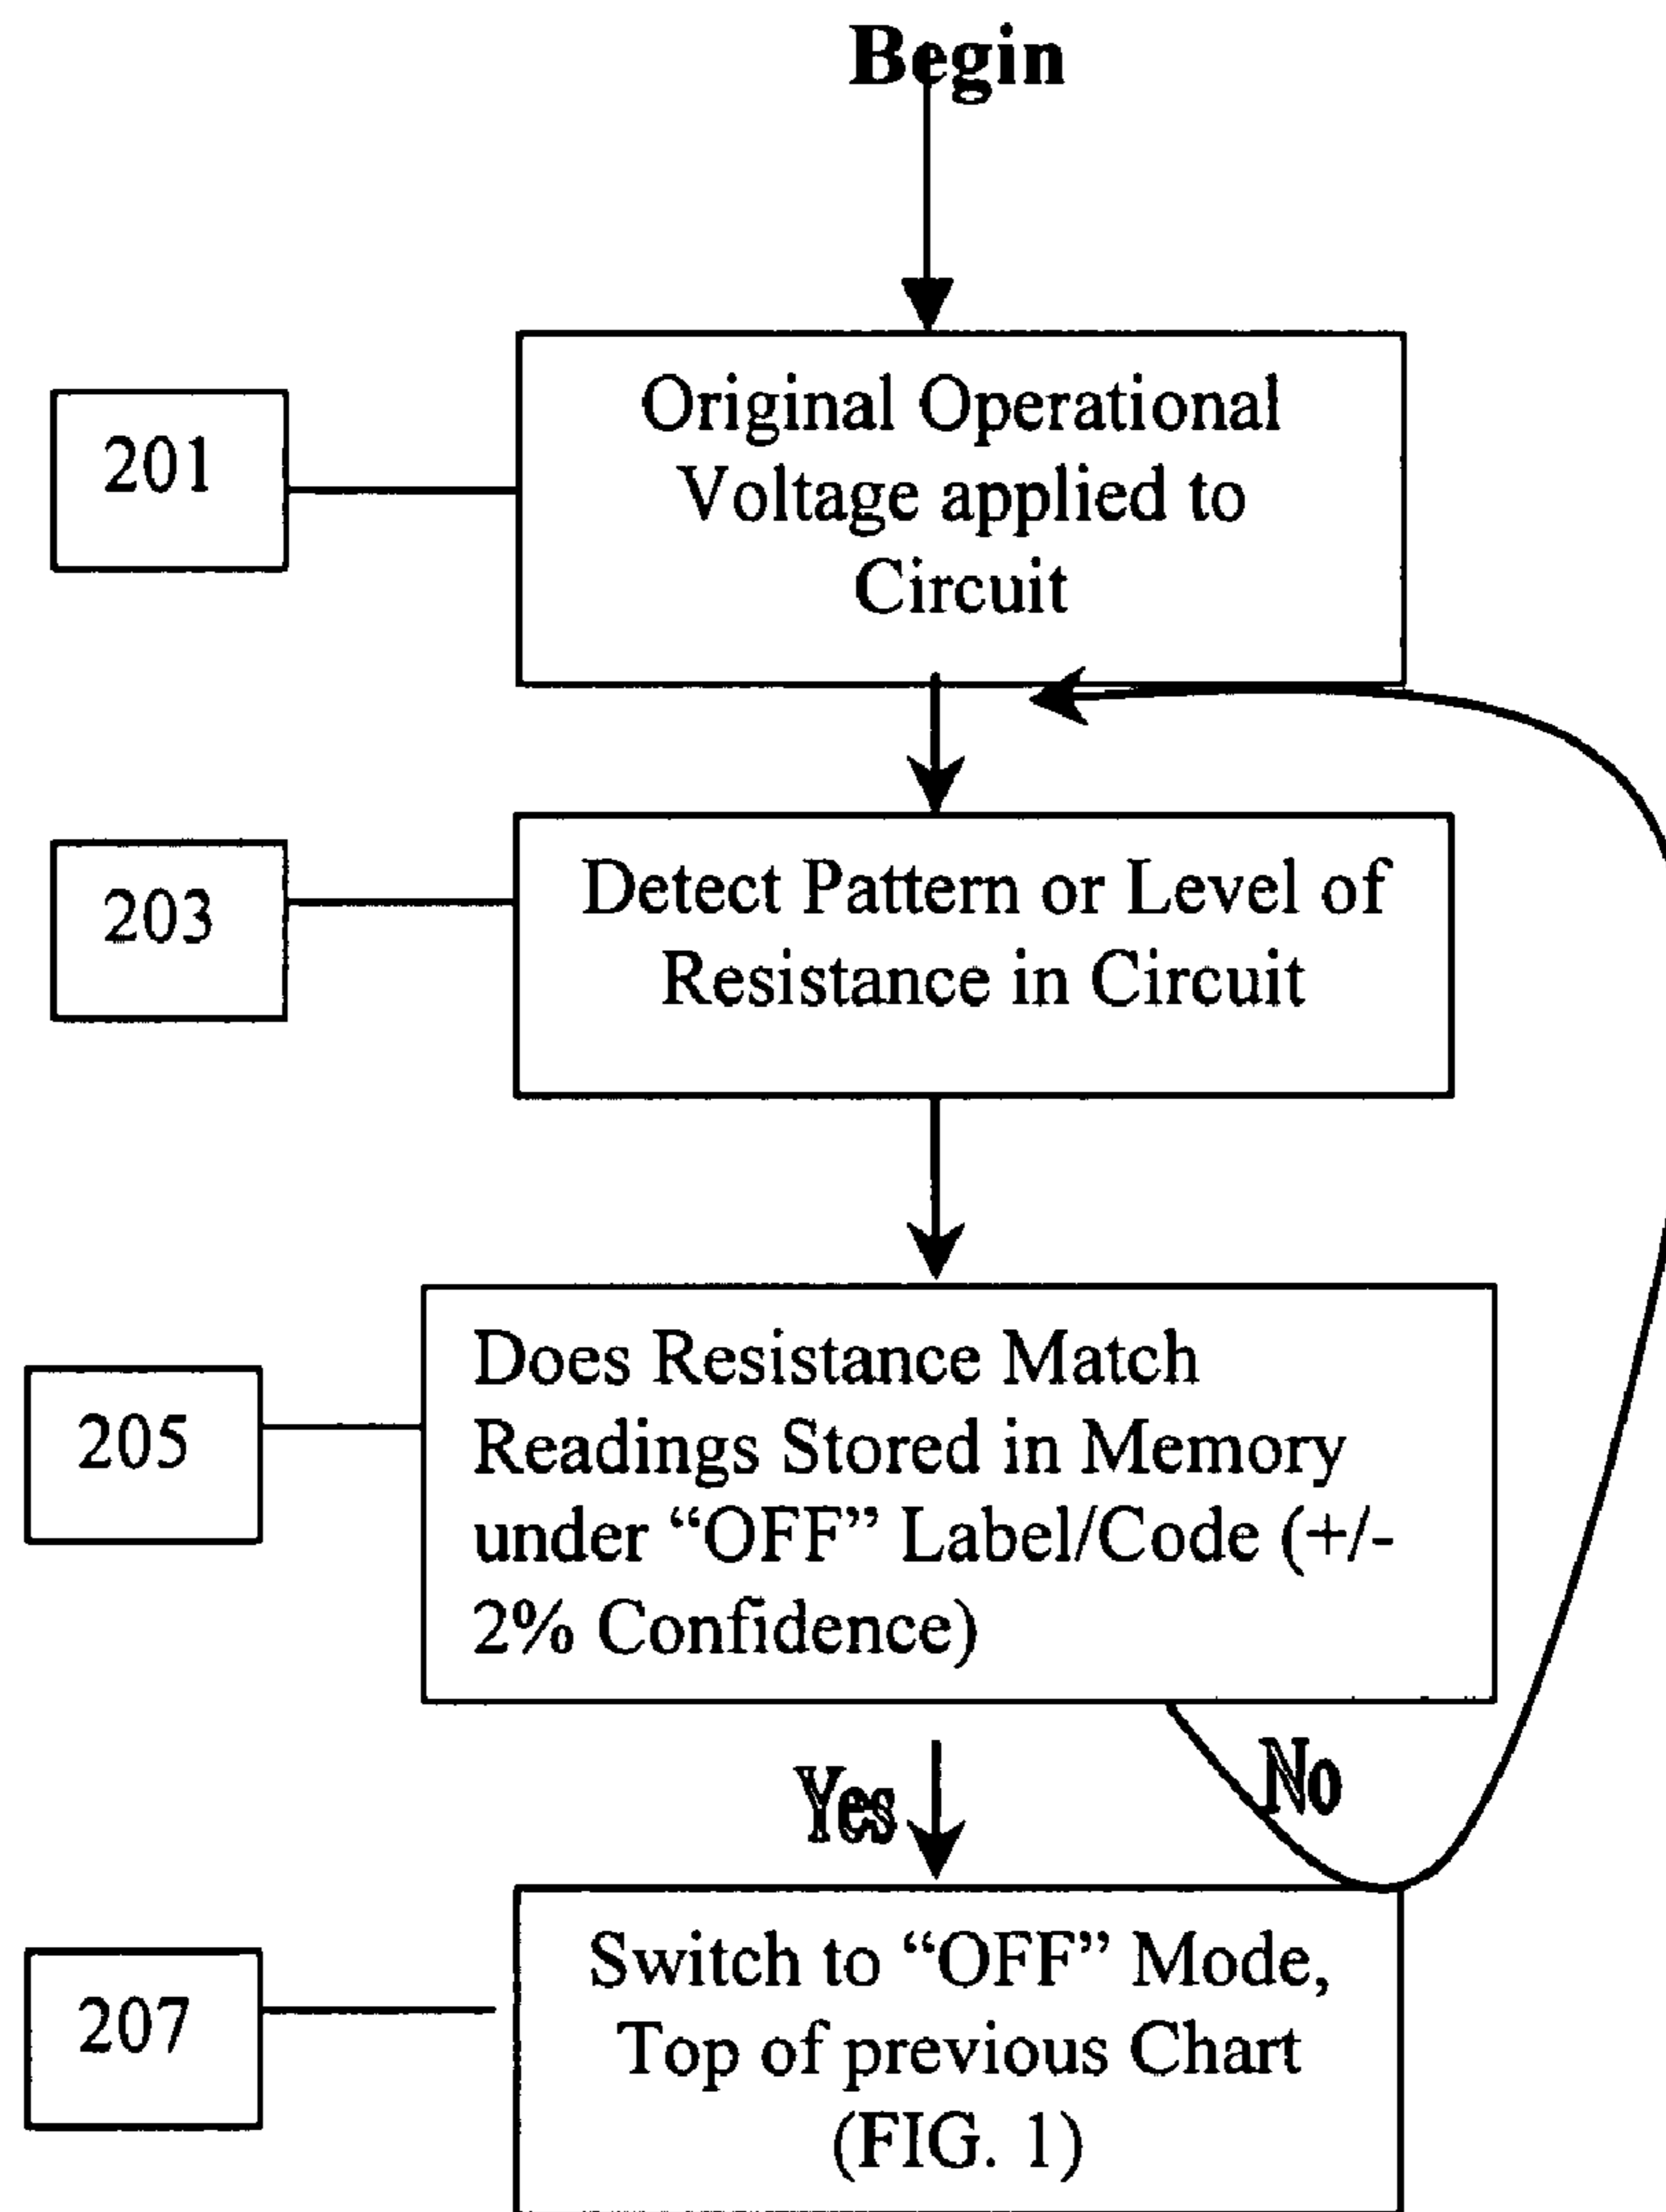 Begin
201
Original Operational
Voltage applied to
Circuit
203
Detect Pattern or Level of
Resistance in Circuit
205
Does Resistance Match
Readings Stored in Memory
under “OFF” Label/Code (+/-
2% Confidence)
Yes
No
207
Switch to “OFF” Mode,
Top of previous Chart
(FIG. 1)